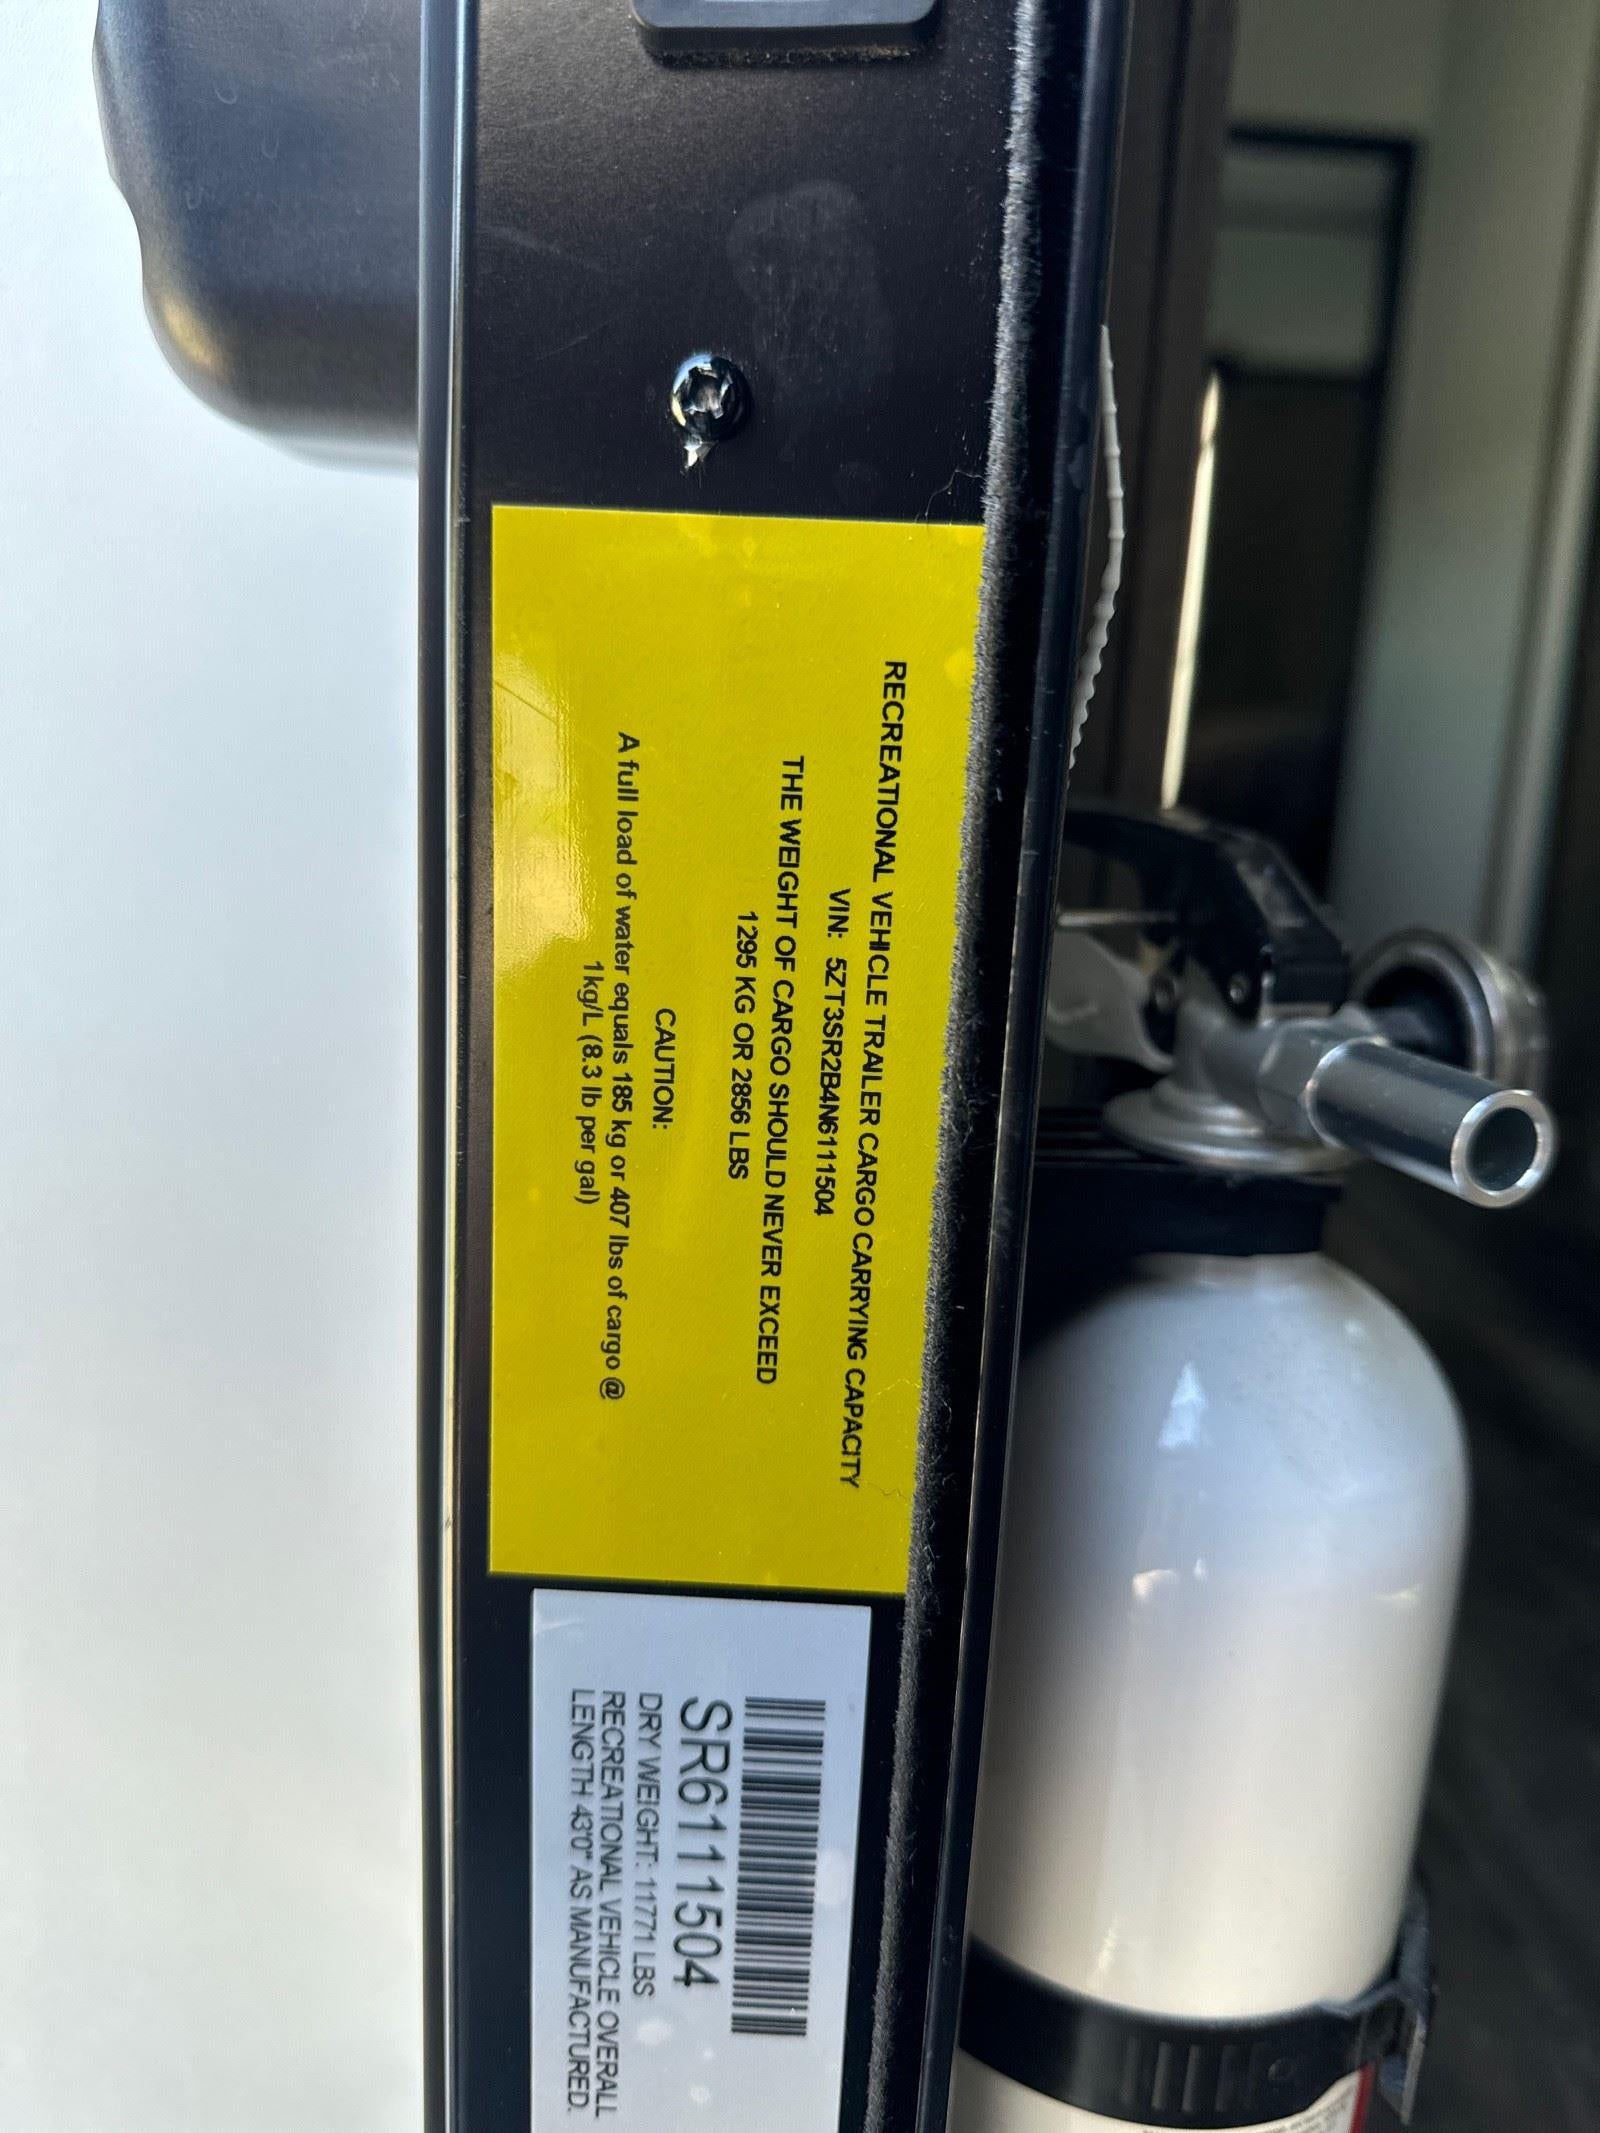 RECREATIONAL VEHICLE TRAILER CARGO CARRYING CAPACITY
VIN: 5ZT3SR2B4N6111504
THE WEIGHT OF CARGO SHOULD NEVER EXCEED
1295 KG OR 2856 LBS
CAUTION:
A full load of water equals 185 kg or 407 lbs of cargo @
1kg/L (8.3 lb per gal)
SR6111504
DRY WEIGHT: 11771 LBS
RECREATIONAL VEHICLE OVERALL
LENGTH 43'0" AS MANUFACTURED.